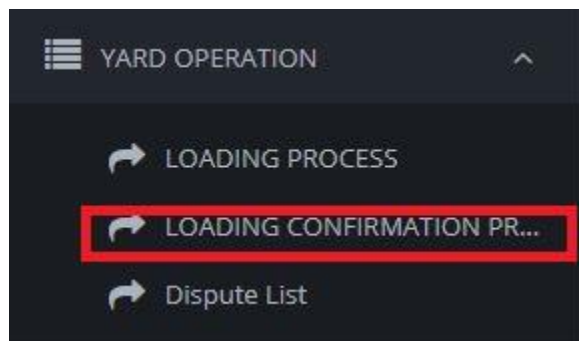 YARD OPERATION
LOADING PROCESS
LOADING CONFIRMATION PR...
Dispute List